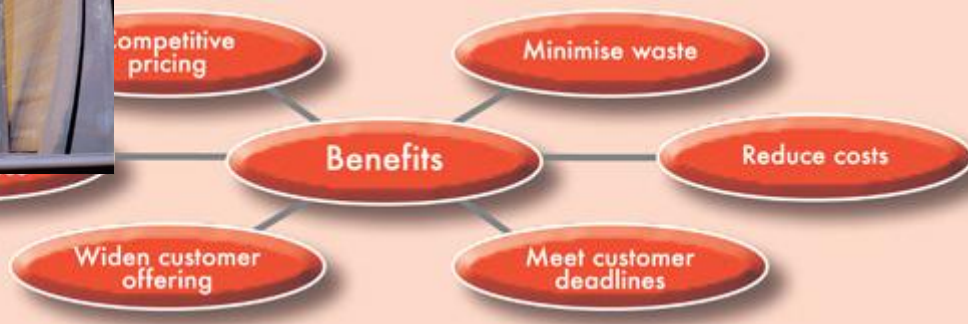 ompetitive
pricing
Minimise waste
Benefits
Reduce costs
Widen customer
offering
Meet customer
deadlines